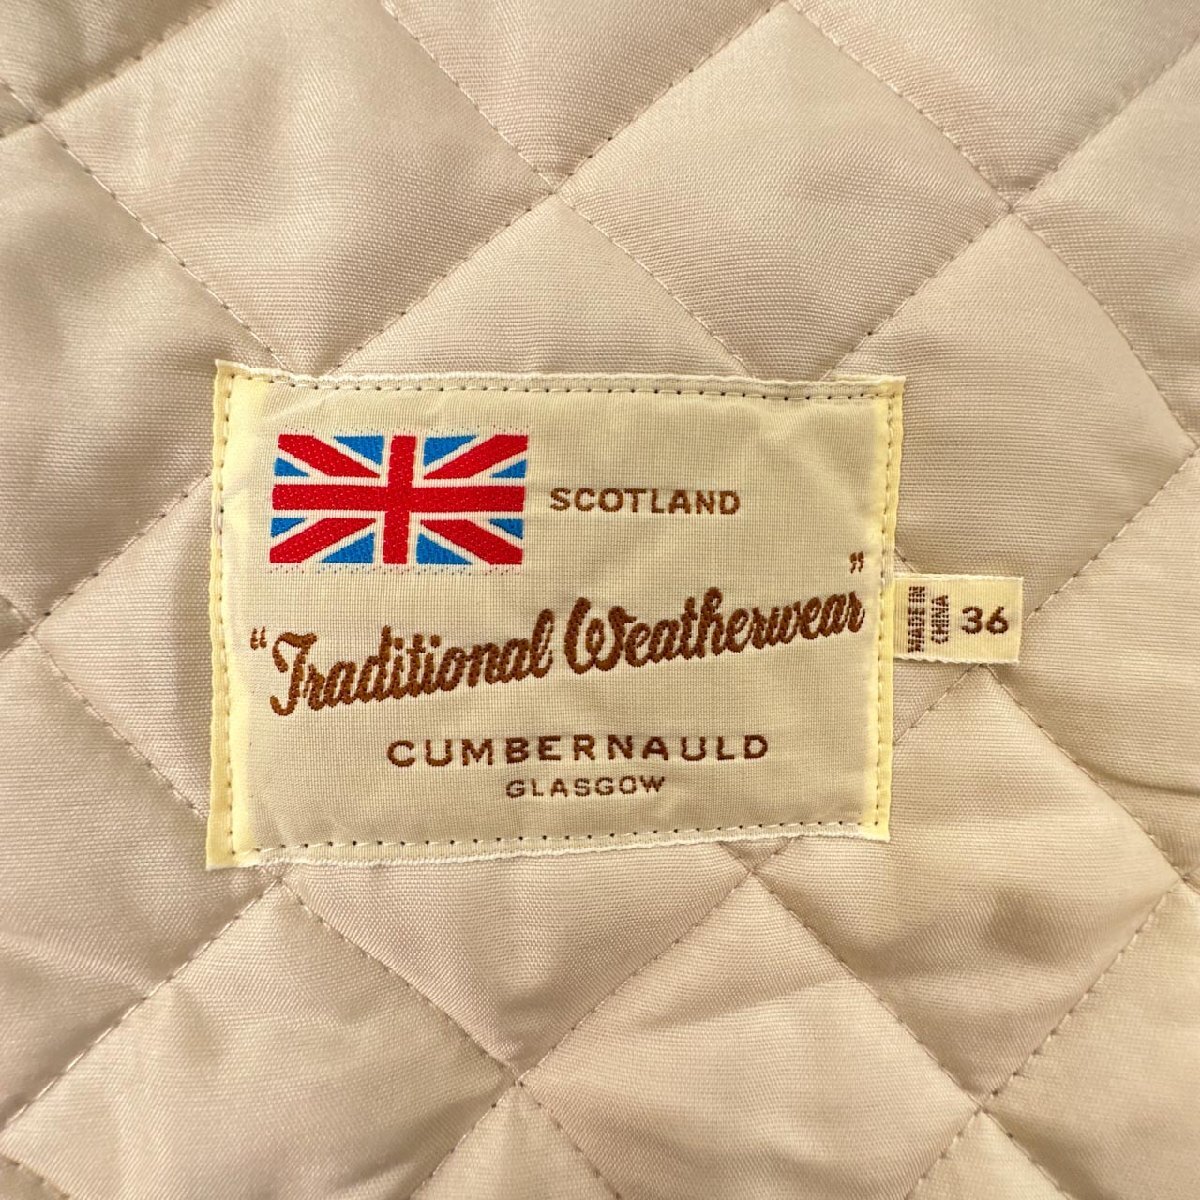 SCOTLAND
"Traditional Weatherwear"
CUMBERNAULD
GLASGOW
MADE IN
CHINA
36